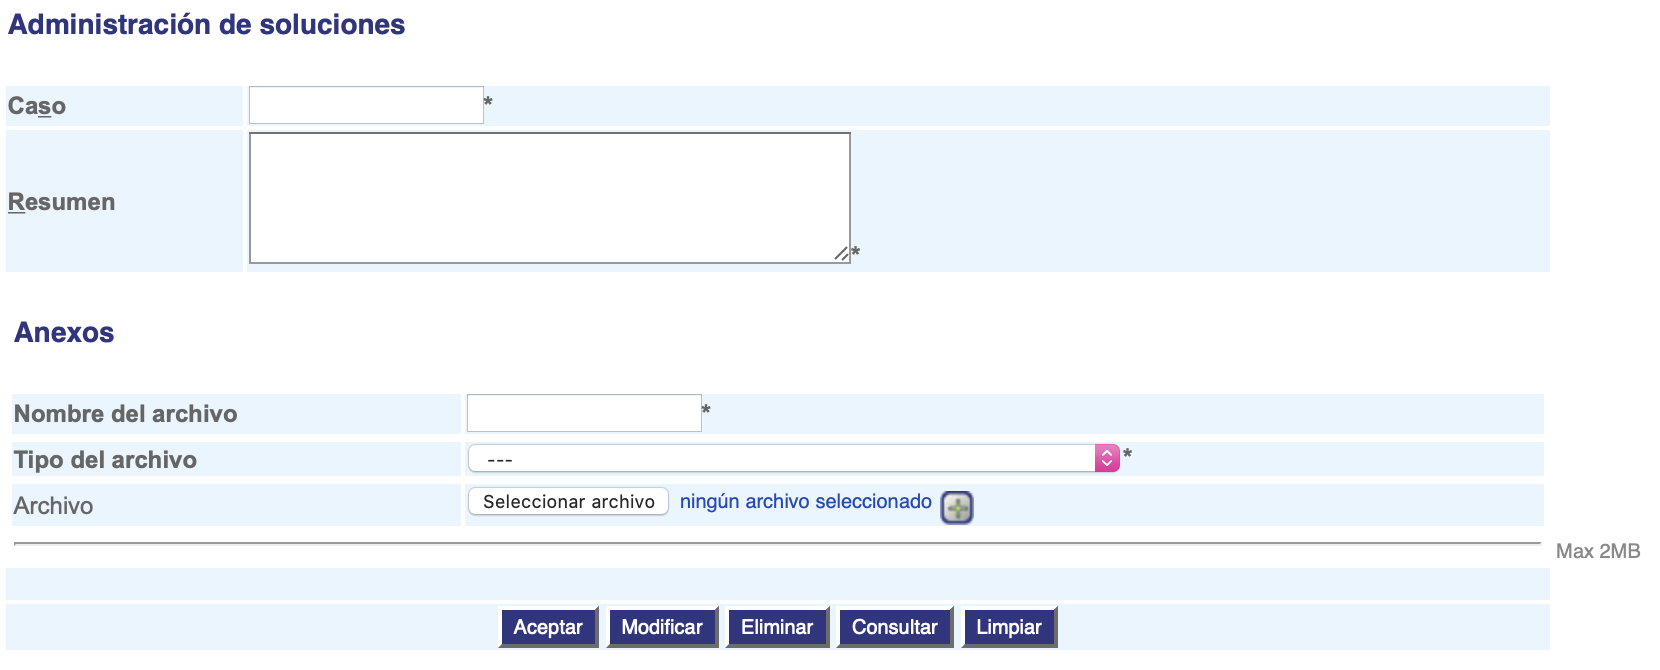 Administración de soluciones
Caso *
Resumen *
Anexos
Nombre del archivo *
Tipo del archivo --- *
Archivo Seleccionar archivo ningún archivo seleccionado
Max 2MB
Aceptar Modificar Eliminar Consultar Limpiar